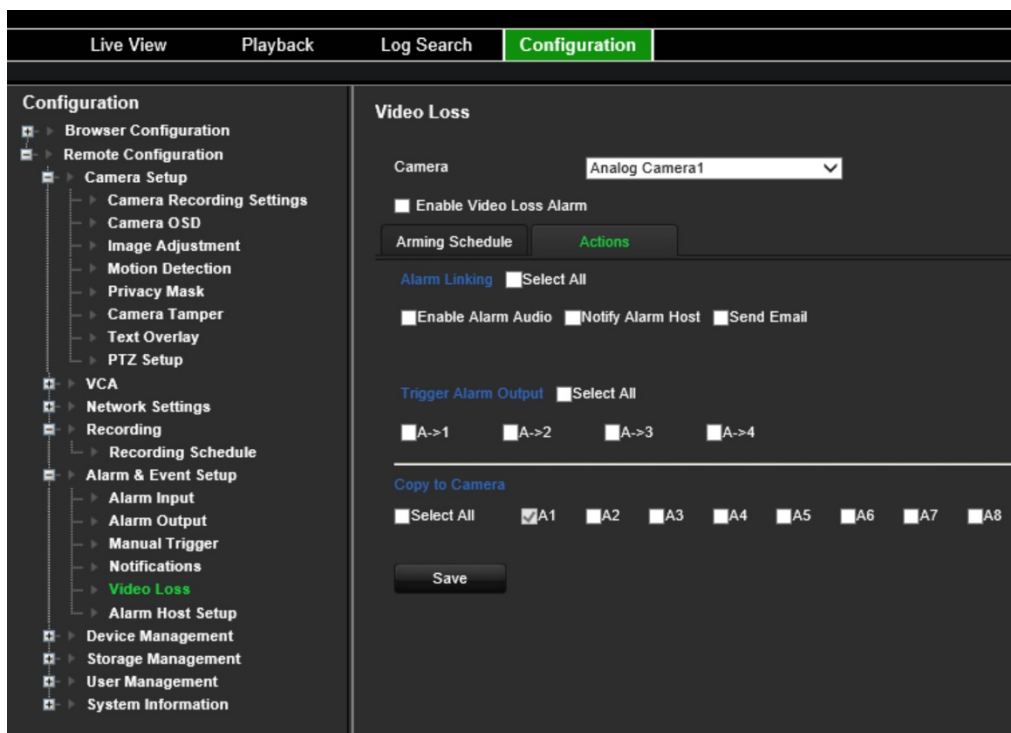 Live View Playback Log Search Configuration
Configuration
Browser Configuration
Remote Configuration
Camera Setup
Camera Recording Settings
Camera OSD
Image Adjustment
Motion Detection
Privacy Mask
Camera Tamper
Text Overlay
PTZ Setup
VCA
Network Settings
Recording
Recording Schedule
Alarm & Event Setup
Alarm Input
Alarm Output
Manual Trigger
Notifications
Video Loss
Alarm Host Setup
Device Management
Storage Management
User Management
System Information
Video Loss
Camera Analog Camera1
Enable Video Loss Alarm
Arming Schedule Actions
Alarm Linking Select All
Enable Alarm Audio Notify Alarm Host Send Email
Trigger Alarm Output Select All
A->1 A->2 A->3 A->4
Copy to Camera
Select All A1 A2 A3 A4 A5 A6 A7 A8
Save